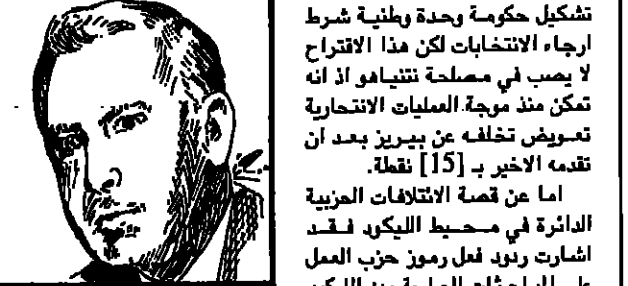 تشكيل حكومة وحدة وطنية شرط
ارجاء الانتخابات لكن هذا الاقتراح
لا يصب في مصلحة نتنياهو اذ انه
تمكن منذ موجة العمليات الانتحارية
تعويض تخلفه عن بيريز بعد ان
تقدمه الاخير بـ [15] نقطة.
اما عن قصة الائتلافات الحزبية
الدائرة في محيط الليكود فقد
اشارت ردود فعل رموز حزب العمل